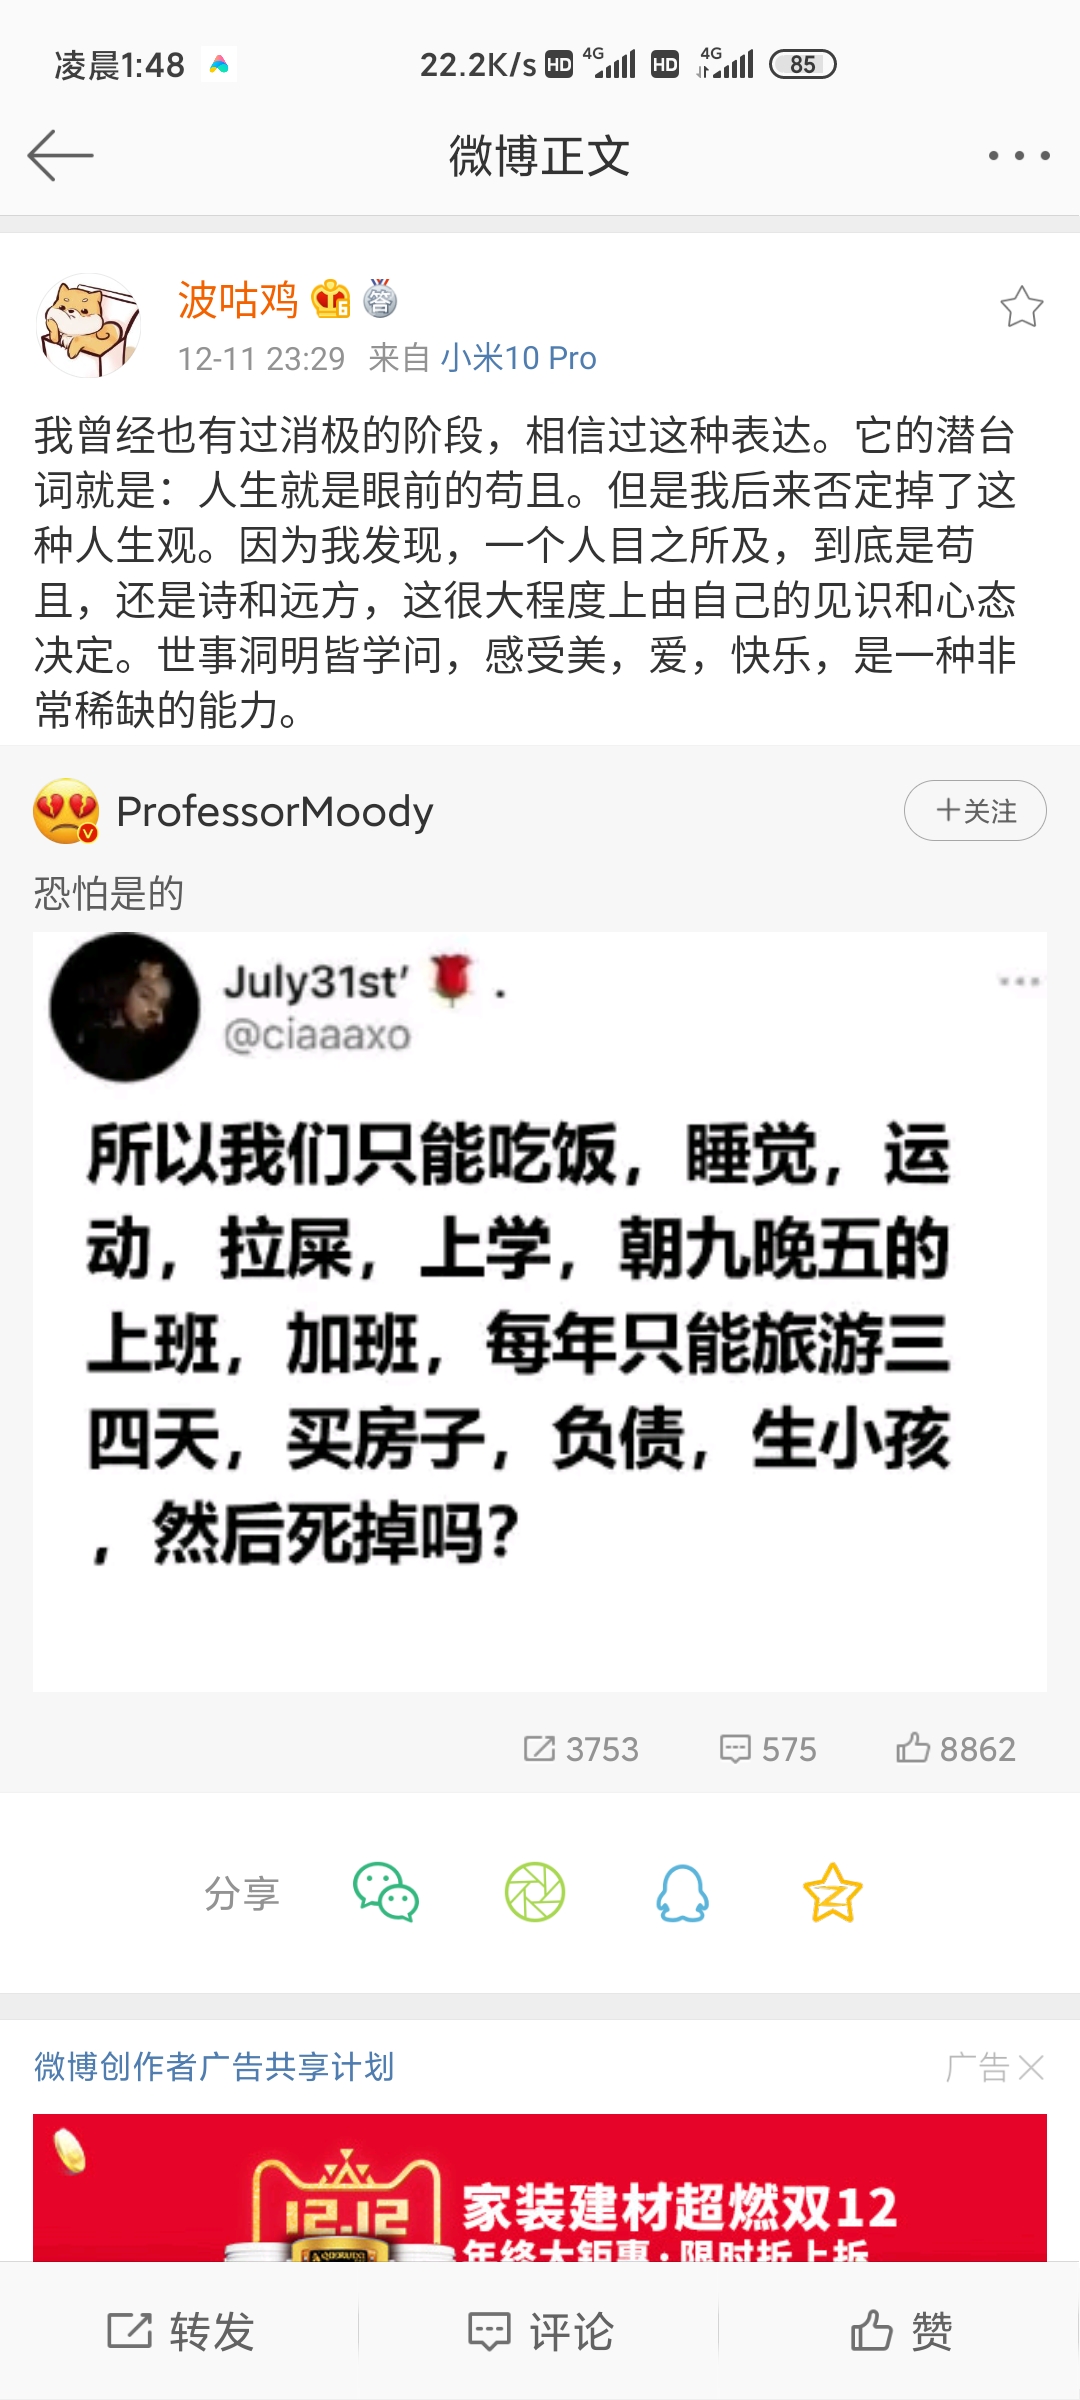 凌晨1:48
22.2K/s HD 4G HD 4G 85
微博正文
波咕鸡 6 答
12-11 23:29 来自 小米10 Pro
我曾经也有过消极的阶段，相信过这种表达。它的潜台
词就是：人生就是眼前的苟且。但是我后来否定掉了这
种人生观。因为我发现，一个人目之所及，到底是苟
且，还是诗和远方，这很大程度上由自己的见识和心态
决定。世事洞明皆学问，感受美，爱，快乐，是一种非
常稀缺的能力。
ProfessorMoody
+关注
恐怕是的
July31st’ 🌹 .
@ciaaaxo
所以我们只能吃饭，睡觉，运
动，拉屎，上学，朝九晚五的
上班，加班，每年只能旅游三
四天，买房子，负债，生小孩
，然后死掉吗？
3753 575 8862
分享
微博创作者广告共享计划
广告
12.12
家装建材超燃双12
年终大钜惠：限时折上折
转发 评论 赞